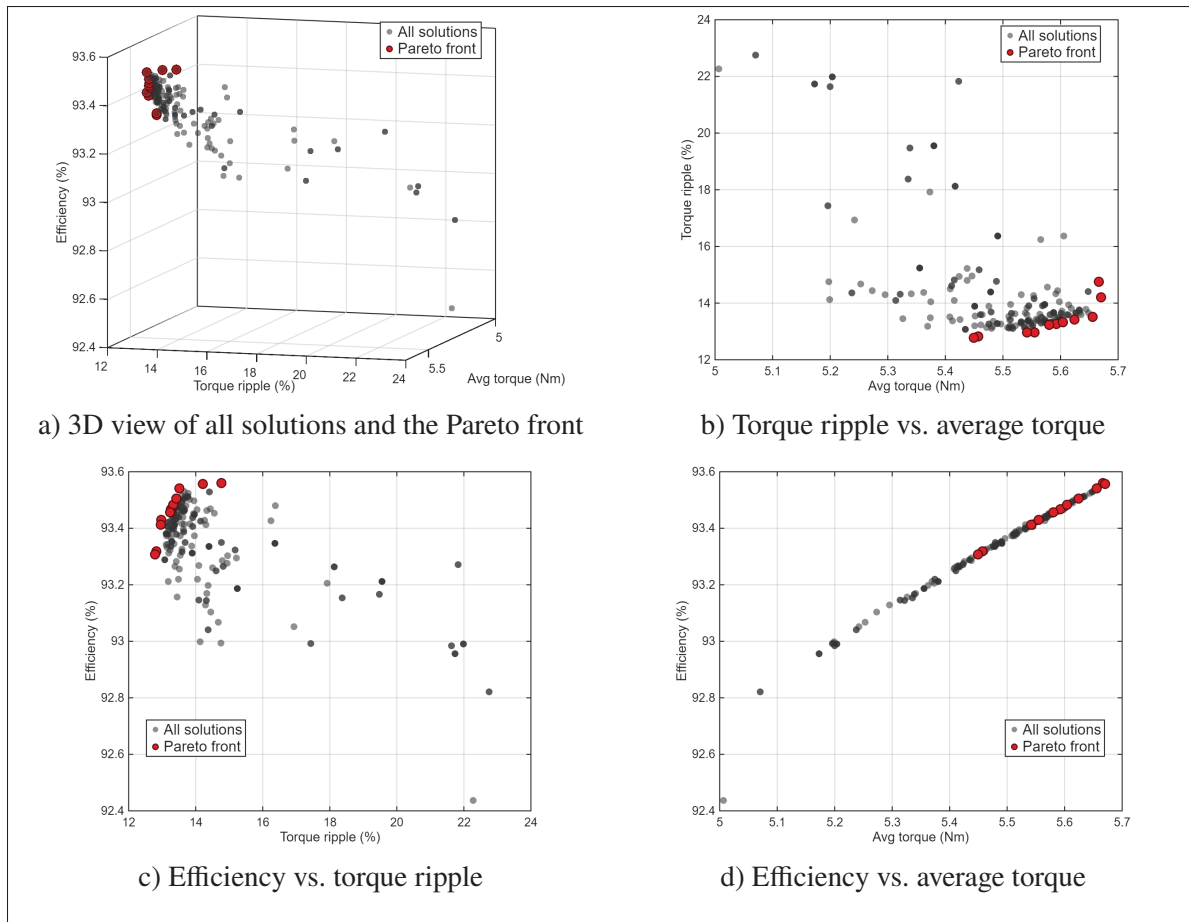 All solutions
Pareto front
93.6
93.4
93.2
93
92.8
92.6
92.4
Efficiency (%)
12
14
16
18
20
22
24
Torque ripple (%)
5.5
5
Avg torque (Nm)
a) 3D view of all solutions and the Pareto front
All solutions
Pareto front
24
22
20
18
16
14
12
Torque ripple (%)
5 5.1 5.2 5.3 5.4 5.5 5.6 5.7
Avg torque (Nm)
b) Torque ripple vs. average torque
93.6
93.4
93.2
93
92.8
92.6
92.4
Efficiency (%)
All solutions
Pareto front
12 14 16 18 20 22 24
Torque ripple (%)
c) Efficiency vs. torque ripple
93.6
93.4
93.2
93
92.8
92.6
92.4
Efficiency (%)
All solutions
Pareto front
5 5.1 5.2 5.3 5.4 5.5 5.6 5.7
Avg torque (Nm)
d) Efficiency vs. average torque